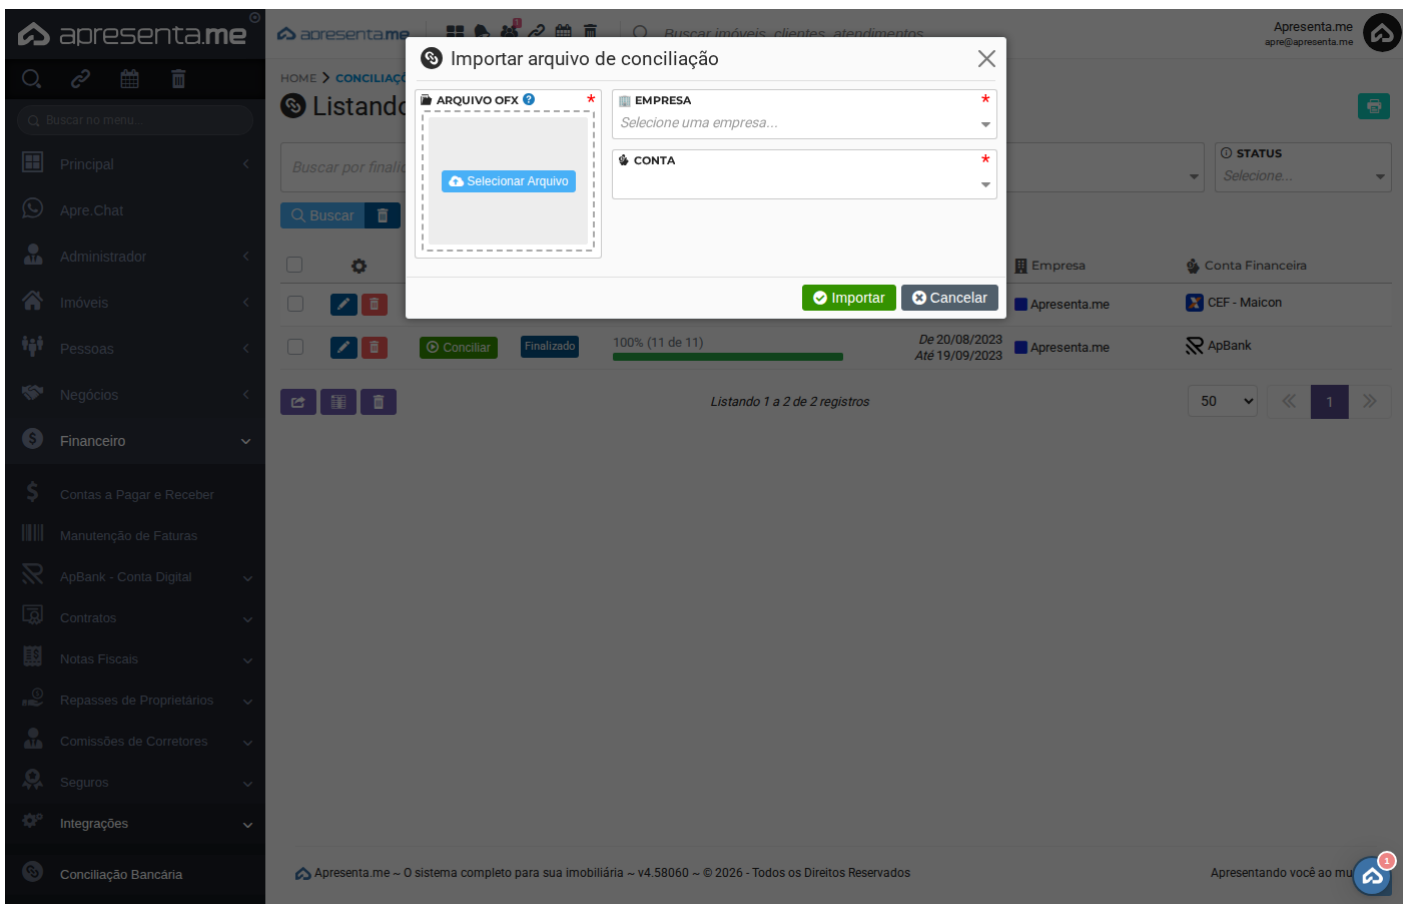 apresenta.me
apresenta.me
1
Buscar imóveis, clientes, atendimentos
Apresenta.me
apre@apresenta.me
Importar arquivo de conciliação
HOME
Listando
Buscar no menu...
ARQUIVO OFX ? *
Selecionar Arquivo
EMPRESA *
Selecione uma empresa...
CONTA *
Importar
Cancelar
STATUS
Selecione...
Buscar
Empresa
Conta Financeira
Apresenta.me
CEF - Maicon
Conciliar
Finalizado
100% (11 de 11)
De 20/08/2023
Até 19/09/2023
Apresenta.me
ApBank
Listando 1 a 2 de 2 registros
50
1
Principal
Apre.Chat
Administrador
Imóveis
Pessoas
Negócios
Financeiro
Contas a Pagar e Receber
Manutenção de Faturas
ApBank - Conta Digital
Contratos
Notas Fiscais
Repasses de Proprietários
Comissões de Corretores
Seguros
Integrações
Conciliação Bancária
Apresenta.me ~ O sistema completo para sua imobiliária ~ v4.58060 ~ © 2026 - Todos os Direitos Reservados
Apresentando você ao mu
1